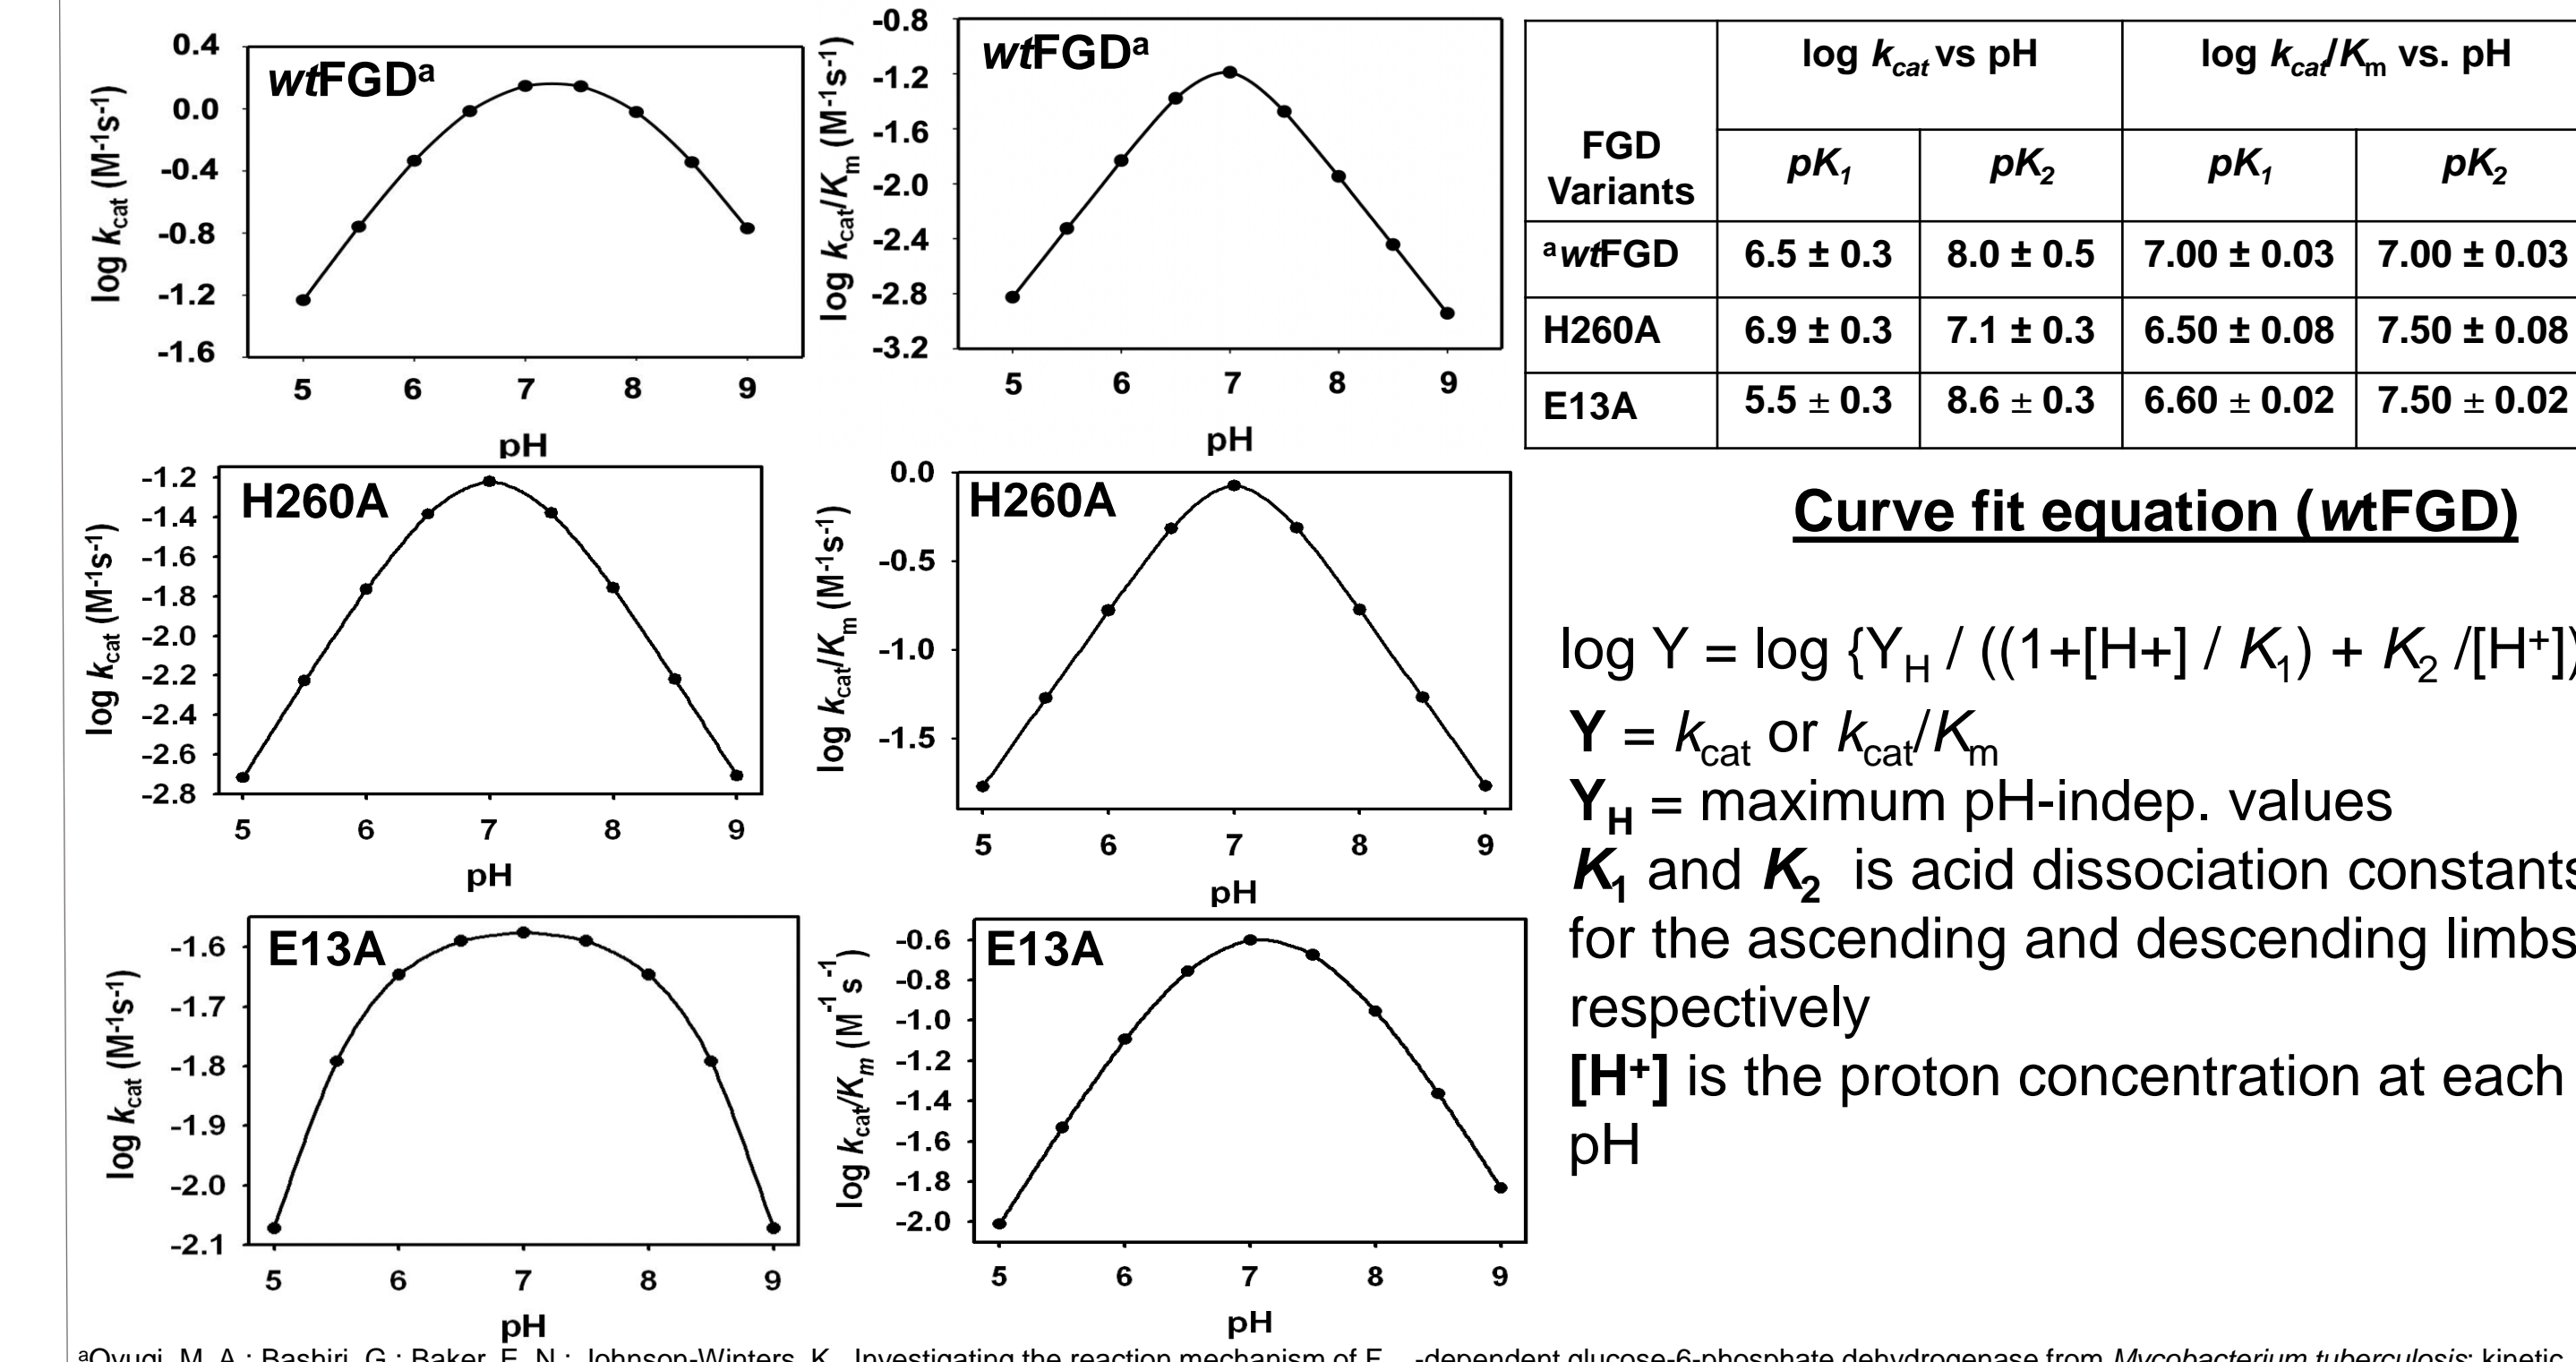 wtFGDᵃ
log kcat (M-1s-1)
0.4
0.0
-0.4
-0.8
-1.2
-1.6
5 6 7 8 9
pH
wtFGDᵃ
log kcat/Km (M-1s-1)
-0.8
-1.2
-1.6
-2.0
-2.4
-2.8
-3.2
5 6 7 8 9
pH
H260A
log kcat (M-1s-1)
-1.2
-1.4
-1.6
-1.8
-2.0
-2.2
-2.4
-2.6
-2.8
5 6 7 8 9
pH
H260A
log kcat/Km (M-1s-1)
0.0
-0.5
-1.0
-1.5
5 6 7 8 9
pH
E13A
log kcat (M-1s-1)
-1.6
-1.7
-1.8
-1.9
-2.0
-2.1
5 6 7 8 9
pH
E13A
log kcat/Km (M-1 s-1)
-0.6
-0.8
-1.0
-1.2
-1.4
-1.6
-1.8
-2.0
5 6 7 8 9
pH
FGD Variants
log kcat vs pH log kcat/Km vs. pH
pK1 pK2 pK1 pK2
ᵃwtFGD 6.5 ± 0.3 8.0 ± 0.5 7.00 ± 0.03 7.00 ± 0.03
H260A 6.9 ± 0.3 7.1 ± 0.3 6.50 ± 0.08 7.50 ± 0.08
E13A 5.5 ± 0.3 8.6 ± 0.3 6.60 ± 0.02 7.50 ± 0.02
Curve fit equation (wtFGD)
log Y = log {YH / ((1+[H+] / K1) + K2 /[H+])
Y = kcat or kcat/Km
YH = maximum pH-indep. values
K1 and K2 is acid dissociation constants
for the ascending and descending limbs
respectively
[H+] is the proton concentration at each
pH
ᵃOyugi, M. A.; Bashiri, G.; Baker, E. N.; Johnson-Winters, K. Investigating the reaction mechanism of F -dependent glucose-6-phosphate dehydrogenase from Mycobacterium tuberculosis: kinetic